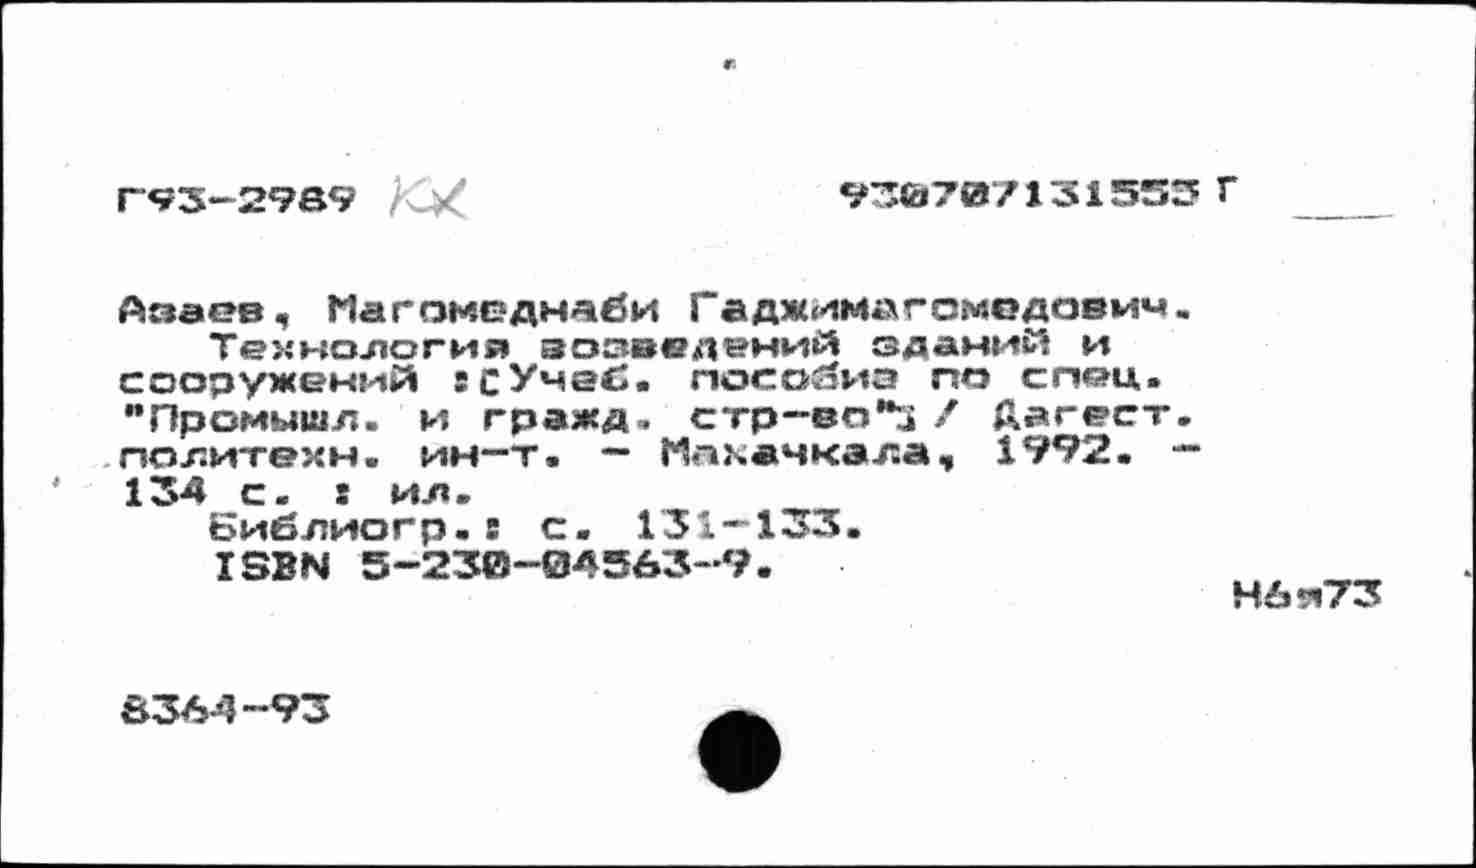 Г93-2989 КХ 930707131555 Г
Азаев, Магомеднаби Гаджимагомедович.
Технология возведений зданий и
сооружений :[Учеб. пособие по спец.
"Промышл. и гражд. стр-во"] / Дагест.
политехн. ин-т. - Махачкала, 1992. -
134 с. : ил.
Библиогр.: с. 131-133.
ISBN 5-230-04563-9.
Н6я73
8364-93